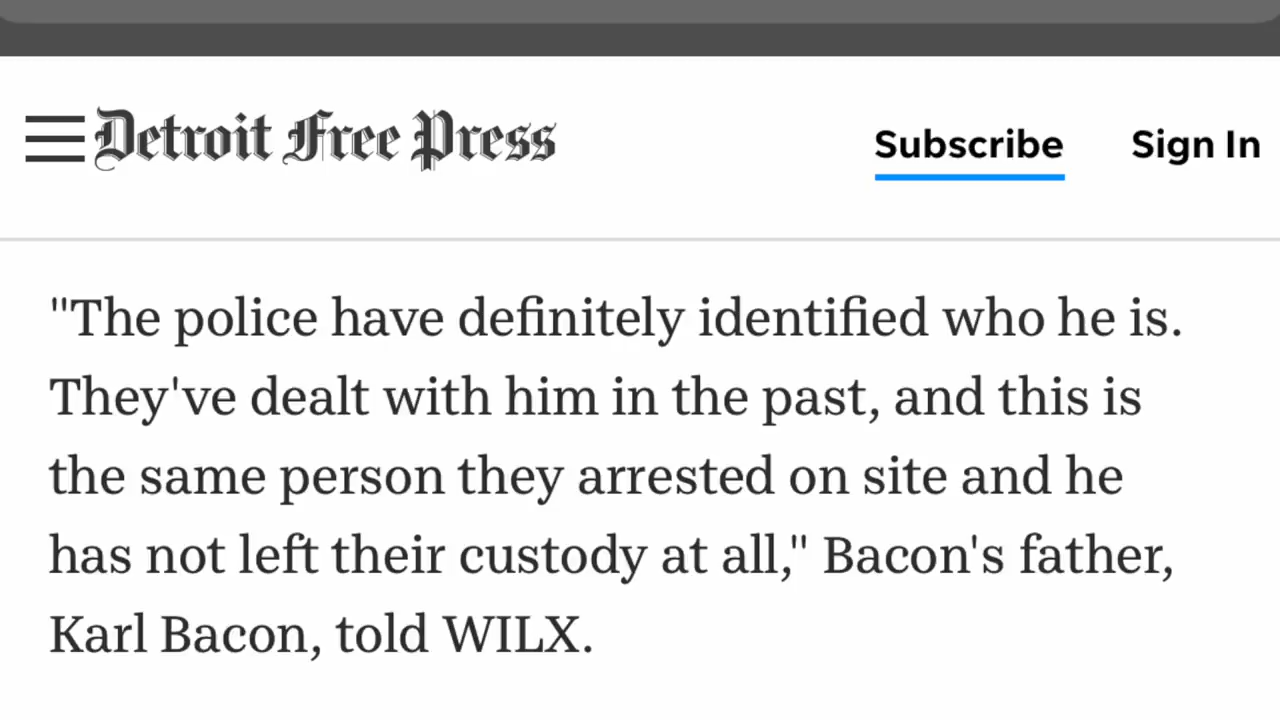 Detroit Free Press
Subscribe
Sign In
"The police have definitely identified who he is.
They've dealt with him in the past, and this is
the same person they arrested on site and he
has not left their custody at all," Bacon's father,
Karl Bacon, told WILX.